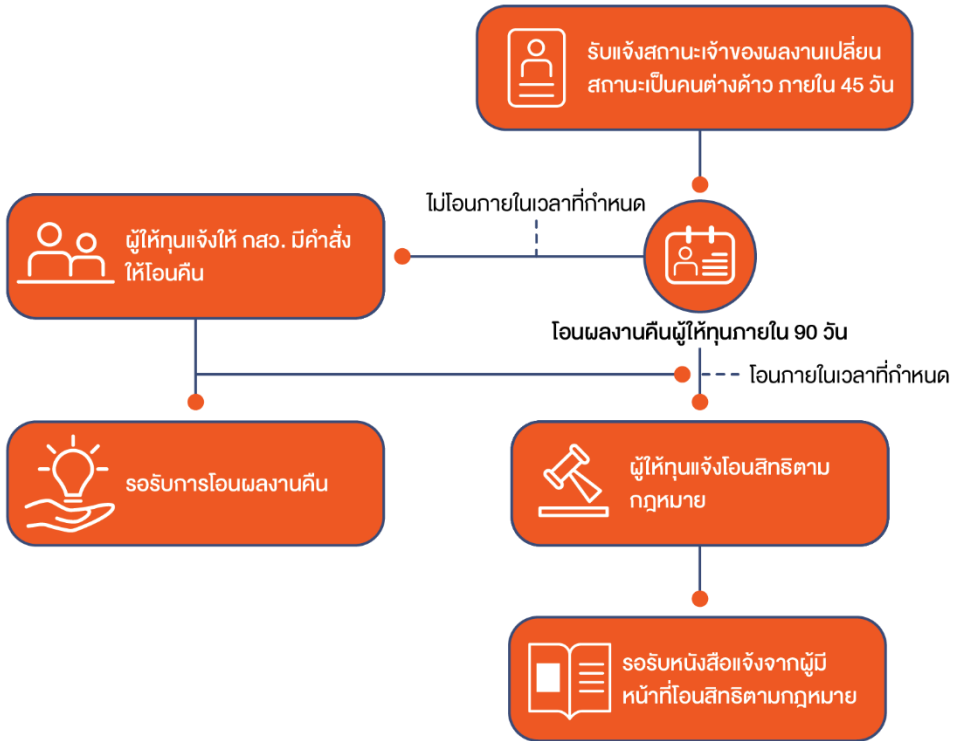 รับแจ้งสถานะเจ้าของผลงานเปลี่ยน
สถานะเป็นคนต่างด้าว ภายใน 45 วัน
ไม่โอนภายในเวลาที่กำหนด
ผู้ให้ทุนแจ้งให้ กสว. มีคำสั่ง
ให้โอนคืน
โอนผลงานคืนผู้ให้ทุนภายใน 90 วัน
โอนภายในเวลาที่กำหนด
รอรับการโอนผลงานคืน
ผู้ให้ทุนแจ้งโอนสิทธิตาม
กฎหมาย
รอรับหนังสือแจ้งจากผู้มี
หน้าที่โอนสิทธิตามกฎหมาย